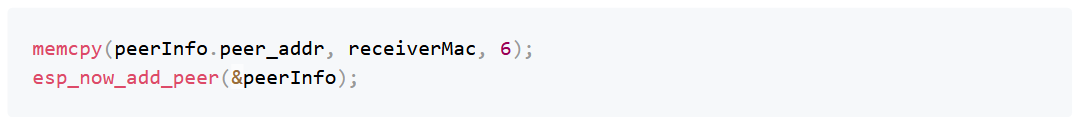 memcpy(peerInfo.peer_addr, receiverMac, 6);
esp_now_add_peer(&peerInfo);